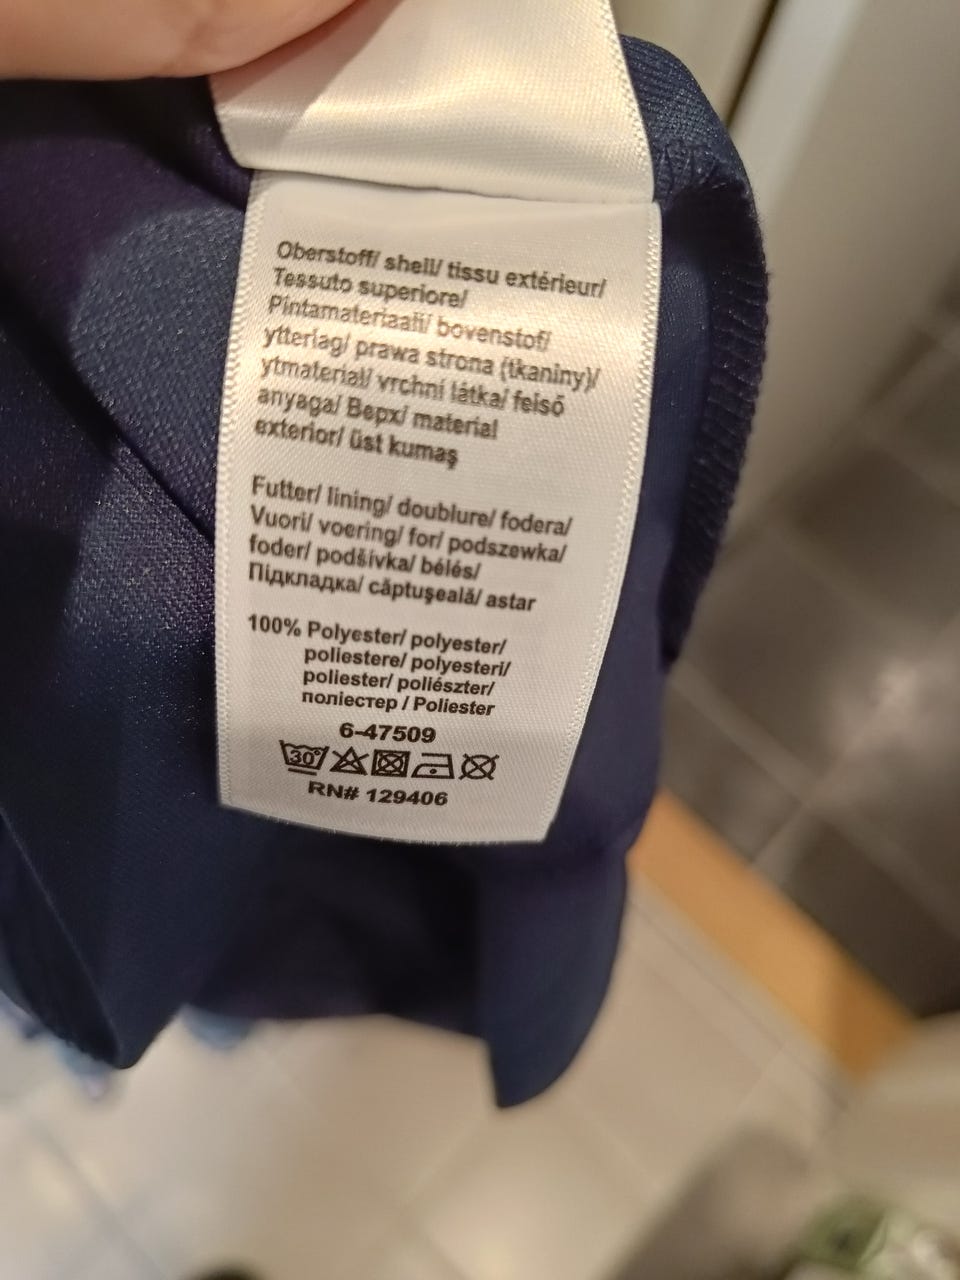 Oberstoff/ shell/ tissu extérieur/
Tessuto superiore/
Pintamateriaali/ bovenstof/
ytterlag/ prawa strona (tkaniny)/
ytmaterial/ vrchní látka/ felső
anyaga/ Верх/ material
exterior/ üst kumaş
Futter/ lining/ doublure/ fodera/
Vuori/ voering/ for/ podszewka/
foder/ podšívka/ bélés/
Підкладка/ căptuşeală/ astar
100% Polyester/ polyester/
poliestere/ polyesteri/
poliester/ poliészter/
поліестер / Poliester
6-47509
30°
RN# 129406